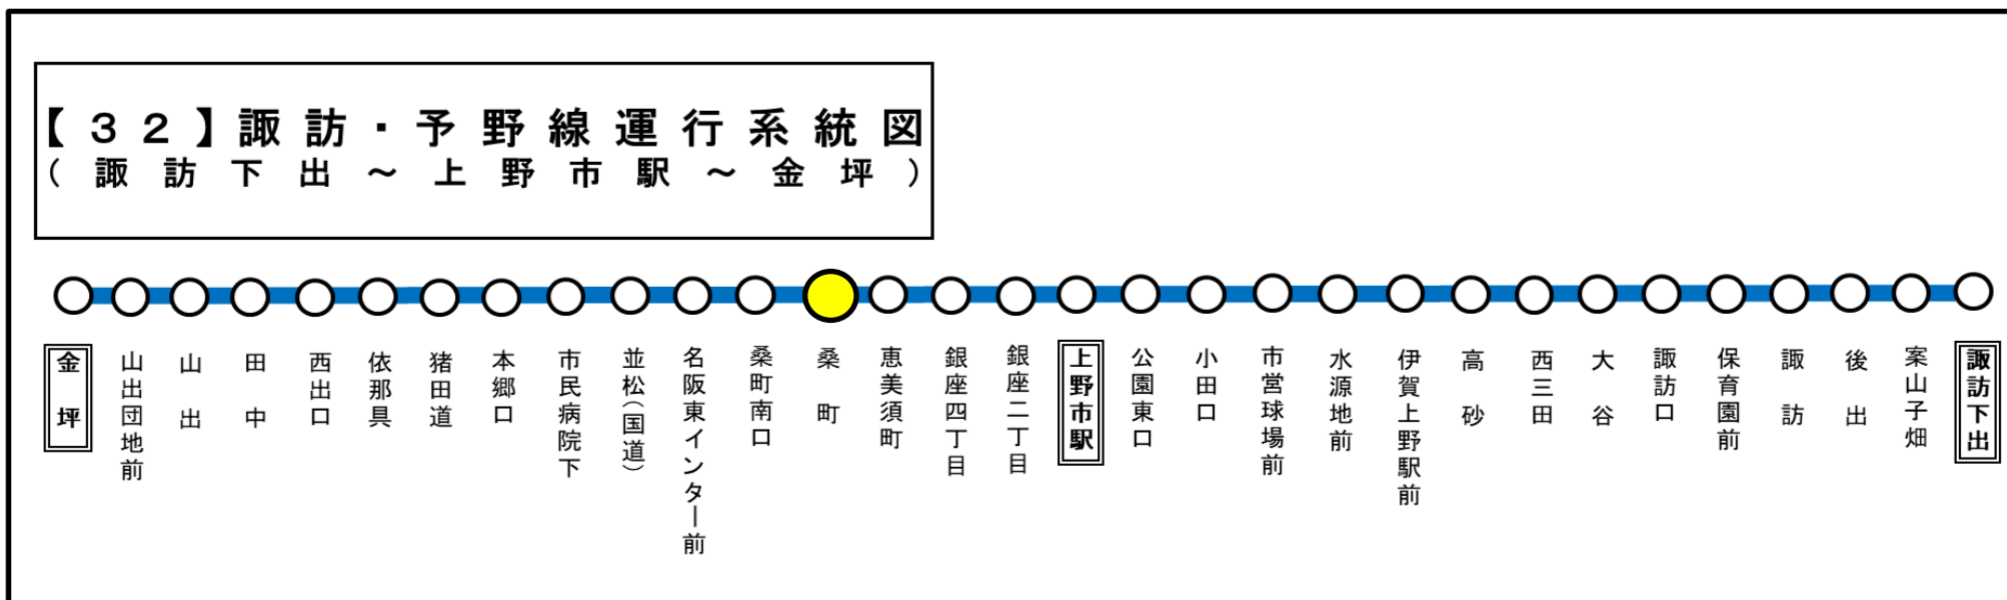 【３２】諏訪・予野線運行系統図
（諏訪下出～上野市駅～金坪）
金坪
山出団地前
山出
田中
西出口
依那具
猪田道
本郷口
市民病院下
並松（国道）
名阪東インター前
桑町南口
桑町
恵美須町
銀座四丁目
銀座二丁目
上野市駅
公園東口
小田口
市営球場前
水源地前
伊賀上野駅前
高砂
西三田
大谷
諏訪口
保育園前
諏訪
後出
案山子畑
諏訪下出